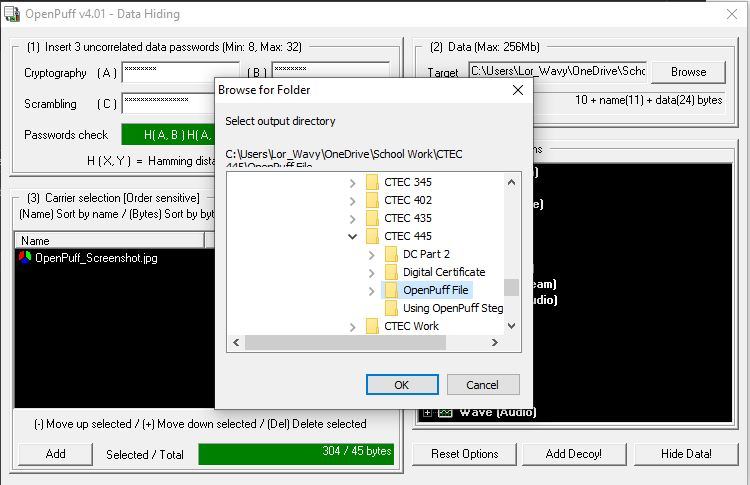 OpenPuff v4.01 - Data Hiding
(1) Insert 3 uncorrelated data passwords (Min: 8, Max: 32)
Cryptography (A) ×××××××× (B) ××××××××
Scrambling (C) ××××××××××××××
Passwords check H( A, B ) H( A,
H ( X, Y ) = Hamming dista
(2) Data (Max: 256Mb)
Target C:\Users\Lor_Wavy\OneDrive\Scho Browse
10 + name(11) + data(24) bytes
(3) Carrier selection [Order sensitive]
(Name) Sort by name / (Bytes) Sort by byt
Name
OpenPuff_Screenshot.jpg
(-) Move up selected / (+) Move down selected / (Del) Delete selected
Add Selected / Total 304 / 45 bytes
Browse for Folder
Select output directory
C:\Users\Lor_Wavy\OneDrive\School Work\CTEC
445\OpenPuff File
CTEC 345
CTEC 402
CTEC 435
CTEC 445
DC Part 2
Digital Certificate
OpenPuff File
Using OpenPuff Steg
CTEC Work
OK Cancel
ns
)
e)
)
eam)
udio)
Wave (Audio)
Reset Options Add Decoy! Hide Data!